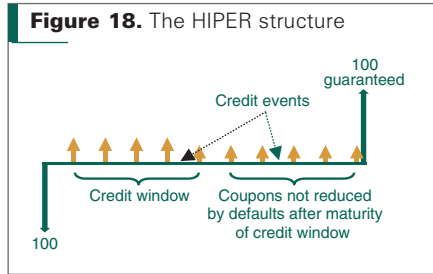 Figure 18. The HIPER structure
100
guaranteed
Credit events
Credit window
Coupons not reduced
by defaults after maturity
of credit window
100